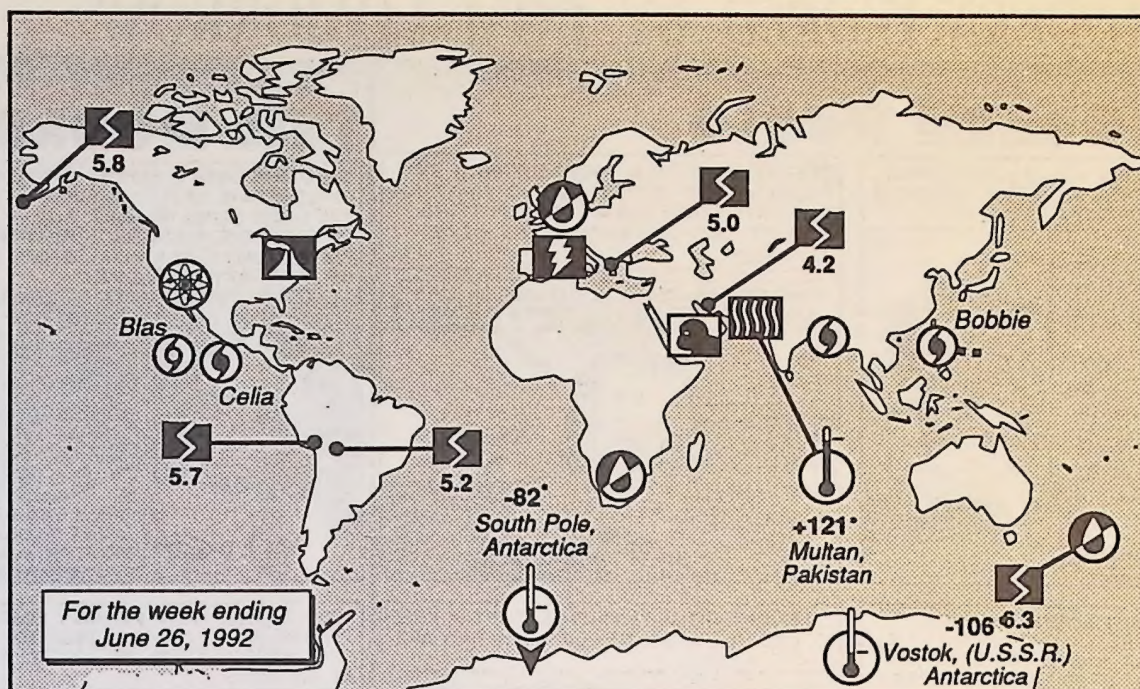 5.8
5.0
4.2
Blas
Celia
Bobbie
5.7
5.2
-82°
South Pole,
Antarctica
+121°
Multan,
Pakistan
6.3
-106°
Vostok, (U.S.S.R.)
Antarctica
For the week ending
June 26, 1992